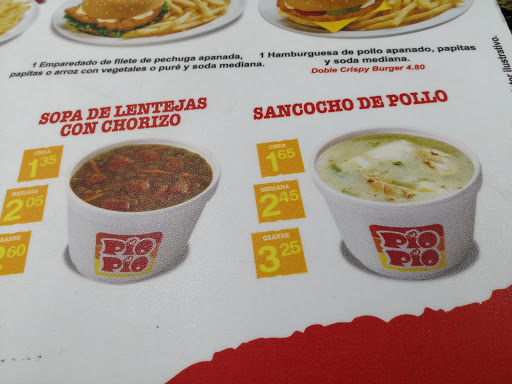 1 Emparedado de filete de pechuga apanada,
papitas o arroz con vegetales o puré y soda mediana.
1 Hamburguesa de pollo apanado, papitas
y soda mediana.
Doble Crispy Burger 4.80
ilustrativo.
SOPA DE LENTEJAS
CON CHORIZO
CHICA
1.35
MEDIANA
2.05
60
PIO
PIO
SANCOCHO DE POLLO
CHICA
1.65
MEDIANA
2.45
GRANDE
3.25
PIO
PIO